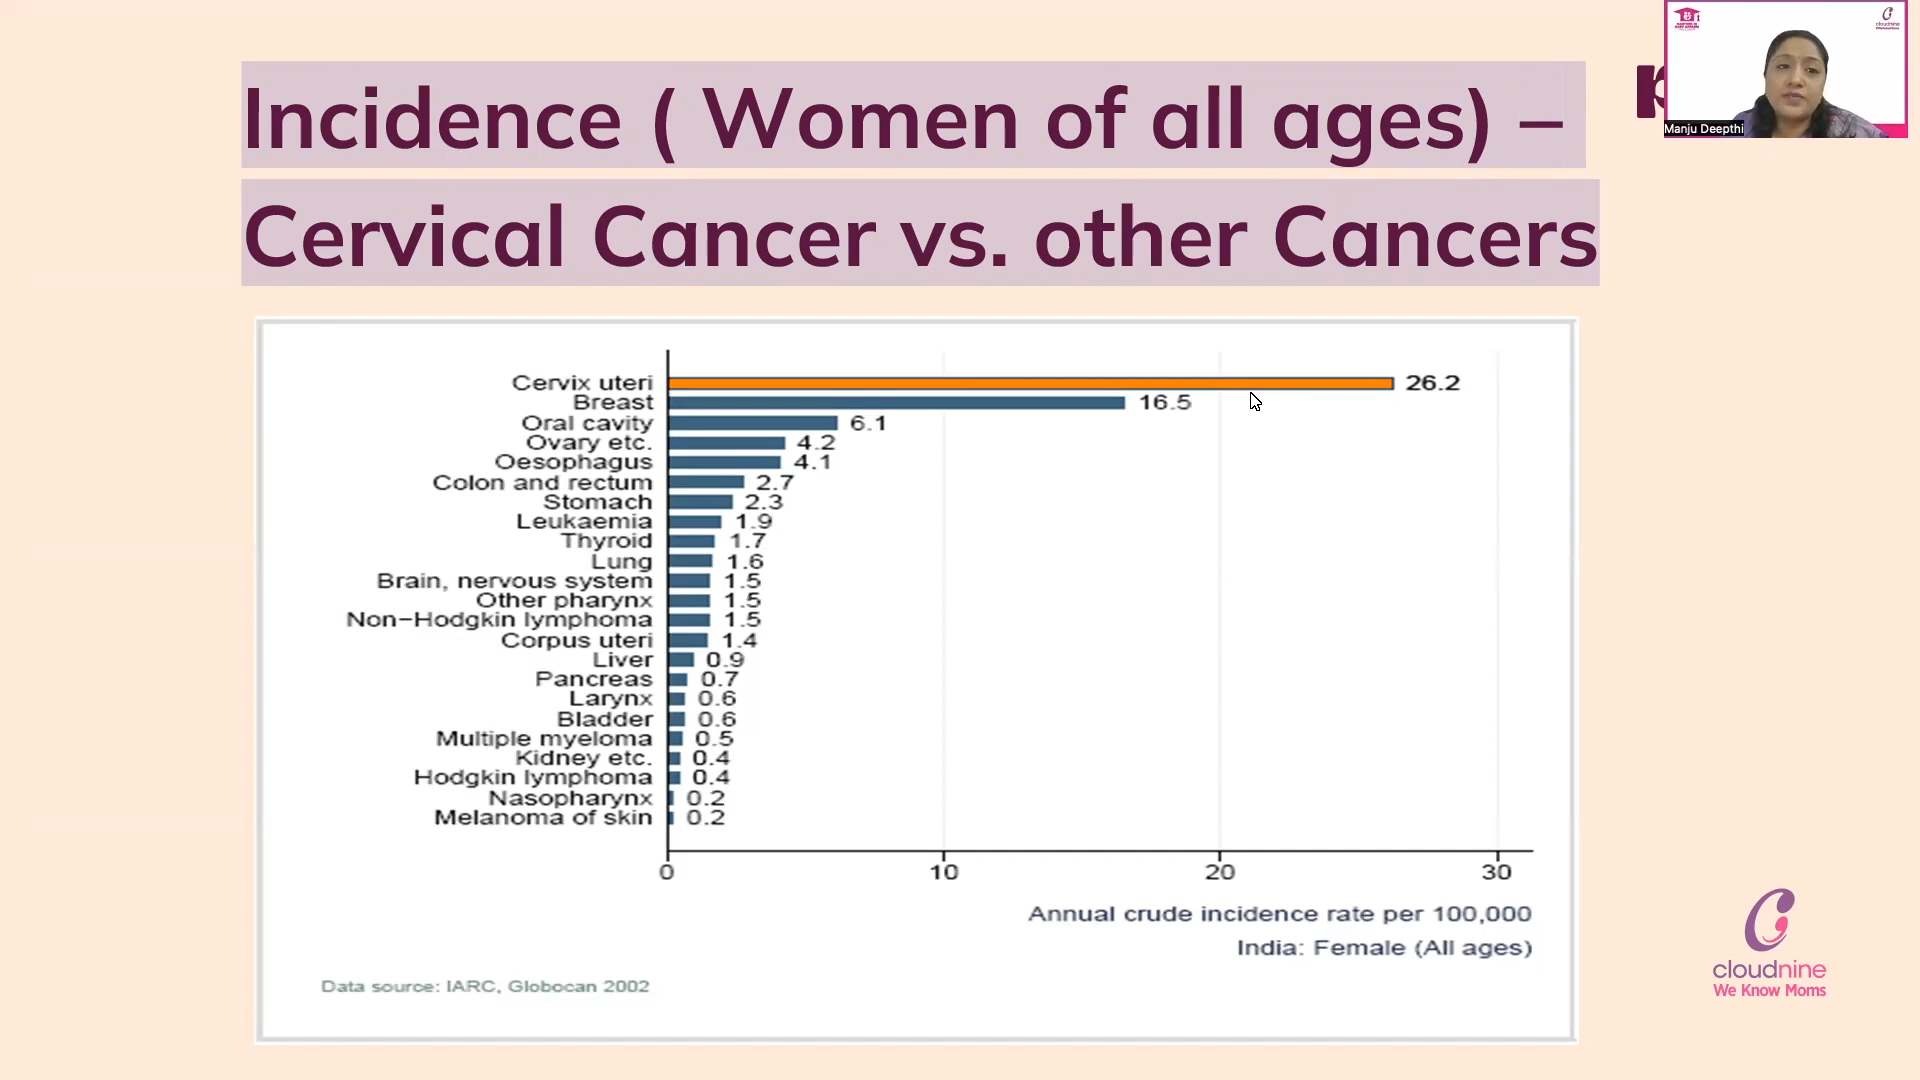 Incidence ( Women of all ages) –
Cervical Cancer vs. other Cancers
Manju Deepthi
Cervix uteri 26.2
Breast 16.5
Oral cavity 6.1
Ovary etc. 4.2
Oesophagus 4.1
Colon and rectum 2.7
Stomach 2.3
Leukaemia 1.9
Thyroid 1.7
Lung 1.6
Brain, nervous system 1.5
Other pharynx 1.5
Non-Hodgkin lymphoma 1.5
Corpus uteri 1.4
Liver 0.9
Pancreas 0.7
Larynx 0.6
Bladder 0.6
Multiple myeloma 0.5
Kidney etc. 0.4
Hodgkin lymphoma 0.4
Nasopharynx 0.2
Melanoma of skin 0.2
0 10 20 30
Annual crude incidence rate per 100,000
India: Female (All ages)
Data source: IARC, Globocan 2002
cloudnine
We Know Moms